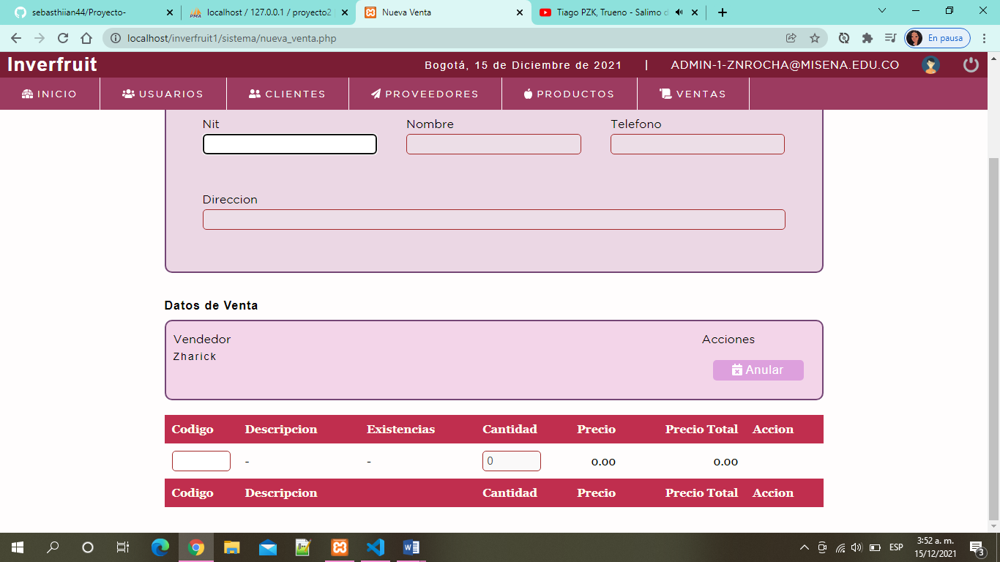 sebasthiian44/Proyecto-
localhost / 127.0.0.1 / proyecto2
Nueva Venta
Tiago PZK, Trueno - Salimo d
localhost/inverfruit1/sistema/nueva_venta.php
En pausa
Inverfruit
Bogotá, 15 de Diciembre de 2021 | ADMIN-1-ZNROCHA@MISENA.EDU.CO
INICIO USUARIOS CLIENTES PROVEEDORES PRODUCTOS VENTAS
Nit Nombre Telefono
Direccion
Datos de Venta
Vendedor Acciones
Zharick
Anular
Codigo Descripcion Existencias Cantidad Precio Precio Total Accion
- - 0 0.00 0.00
Codigo Descripcion Cantidad Precio Precio Total Accion
ESP
3:52 a. m.
15/12/2021
3